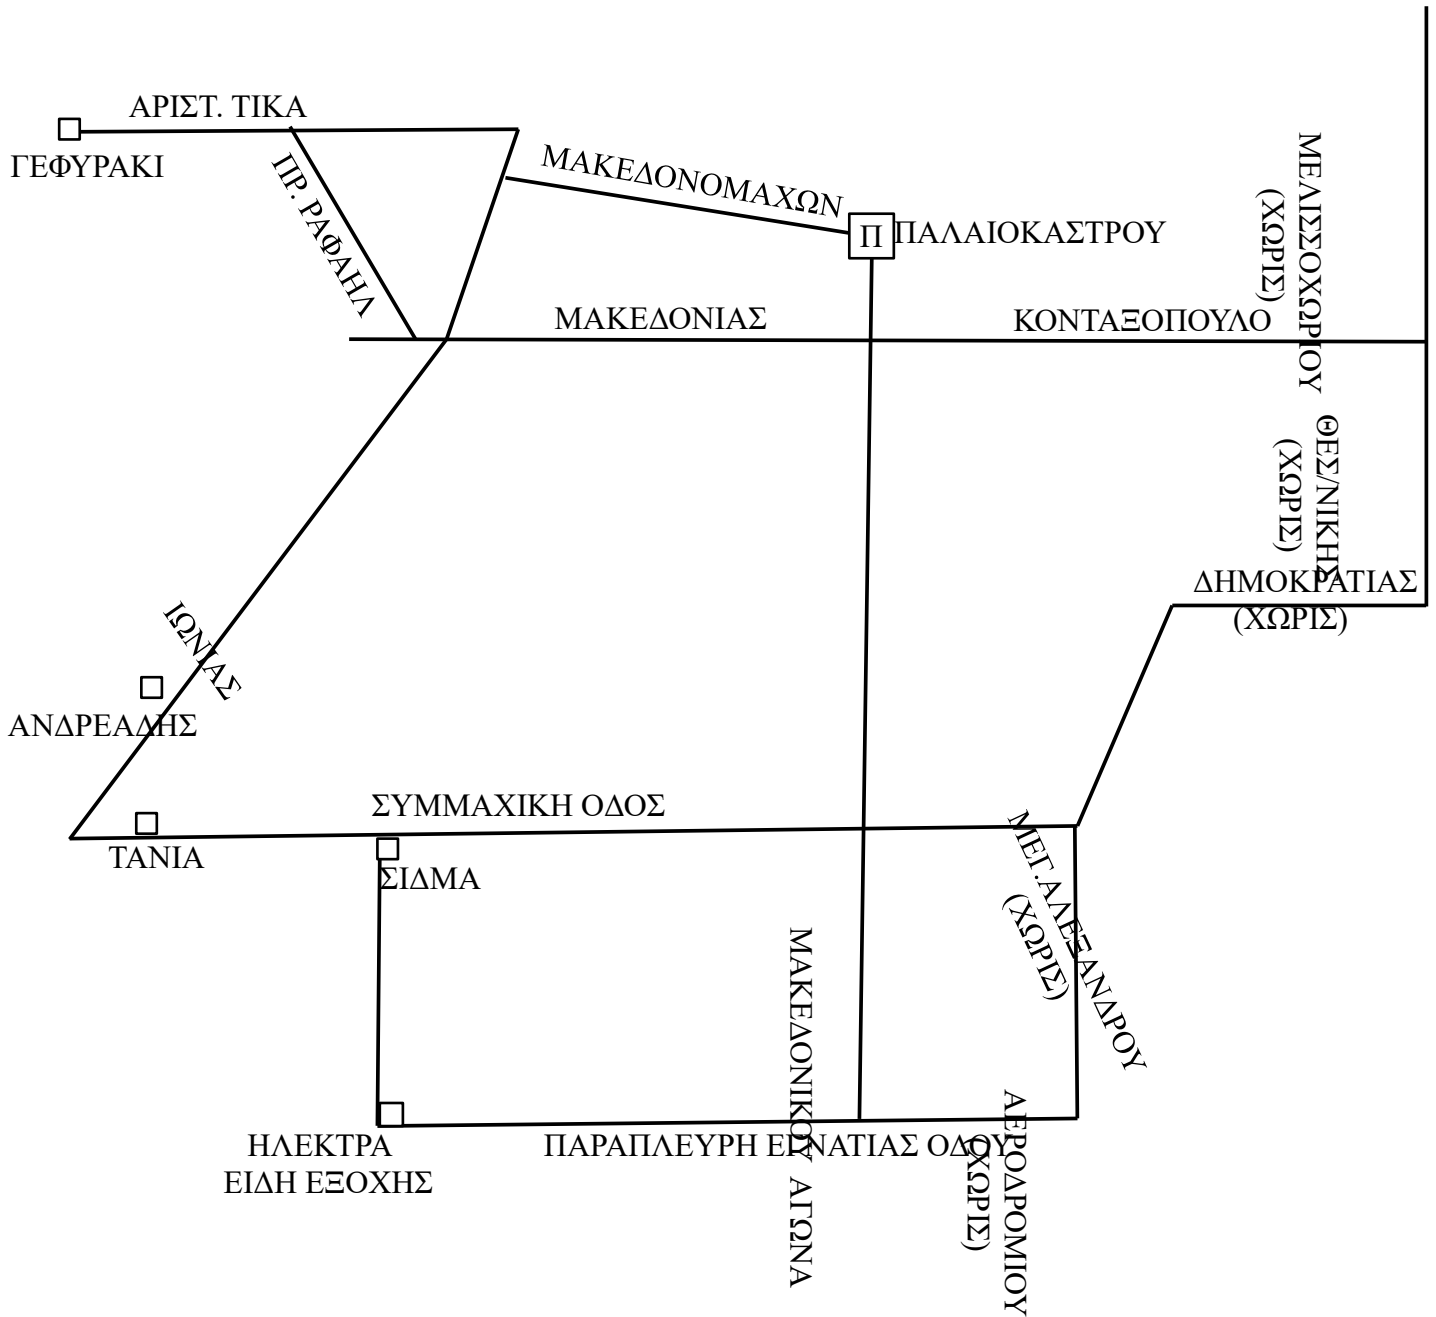 ΑΡΙΣΤ. ΤΙΚΑ
ΓΕΦΥΡΑΚΙ
ΠΡ. ΡΑΦΑΗΛ
ΜΑΚΕΔΟΝΟΜΑΧΩΝ
Π
ΠΑΛΑΙΟΚΑΣΤΡΟΥ
ΜΕΛΙΣΣΟΧΩΡΙΟΥ
(ΧΩΡΙΣ)
ΜΑΚΕΔΟΝΙΑΣ
ΚΟΝΤΑΞΟΠΟΥΛΟ
ΘΕΣ/ΝΙΚΗΣ
(ΧΩΡΙΣ)
ΔΗΜΟΚΡΑΤΙΑΣ
(ΧΩΡΙΣ)
ΙΩΝΙΑΣ
ΑΝΔΡΕΑΔΗΣ
ΣΥΜΜΑΧΙΚΗ ΟΔΟΣ
ΤΑΝΙΑ
ΣΙΔΜΑ
ΜΕΓ.ΑΛΕΞΑΝΔΡΟΥ
(ΧΩΡΙΣ)
ΜΑΚΕΔΟΝΙΚΟΥ ΑΓΩΝΑ
ΗΛΕΚΤΡΑ
ΕΙΔΗ ΕΞΟΧΗΣ
ΠΑΡΑΠΛΕΥΡΗ ΕΓΝΑΤΙΑΣ ΟΔΟΥ
ΑΕΡΟΔΡΟΜΙΟΥ
(ΧΩΡΙΣ)